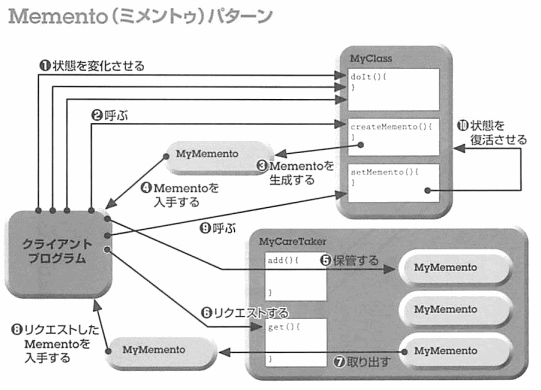 Memento(ミメントゥ)パターン
MyClass
❶状態を変化させる
doIt(){
}
❷呼ぶ
createMemento(){
}
❿状態を
復活させる
MyMemento
❸Mementoを
生成する
setMemento(){
}
❹Mementoを
入手する
❾呼ぶ
クライアント
プログラム
MyCareTaker
add(){
}
❺保管する
MyMemento
❻リクエストする
MyMemento
get(){
}
❽リクエストした
Mementoを
入手する
MyMemento
❼取り出す
MyMemento